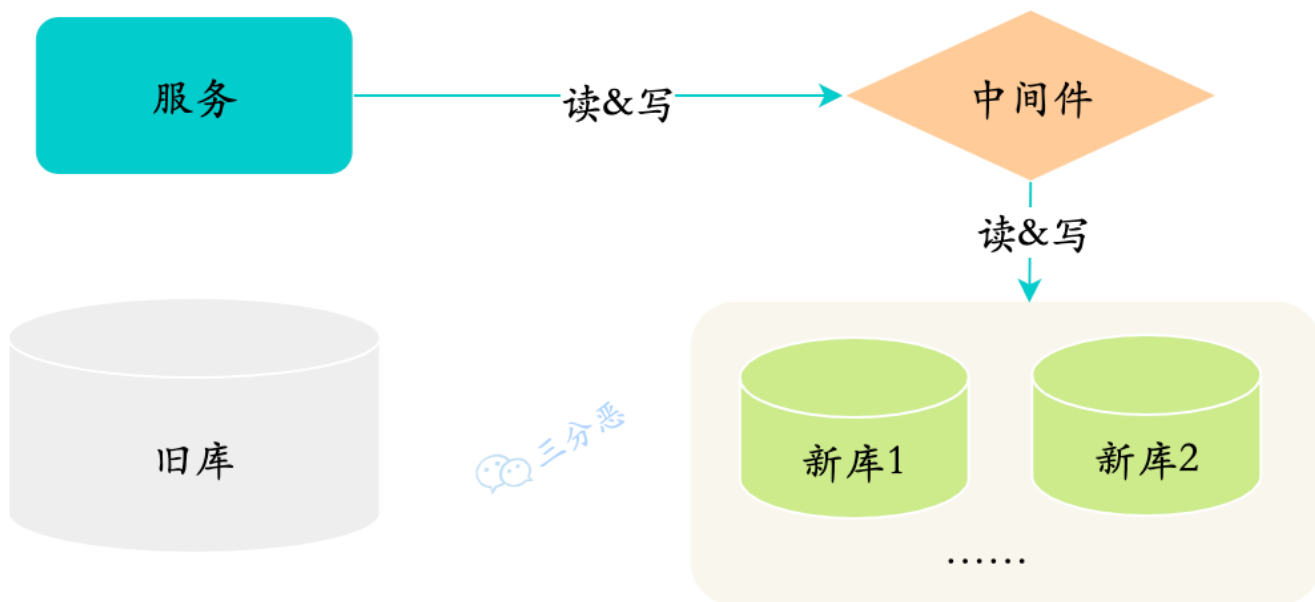 服务
读&写
中间件
读&写
旧库
三分恶
新库1
新库2
......